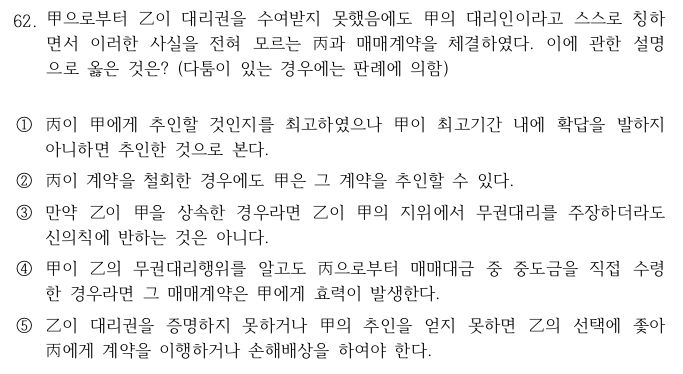 62. 甲으로부터 乙이 대리권을 수여받지 못했음에도 甲의 대리인이라고 스스로 칭하
면서 이러한 사실을 전혀 모르는 丙과 매매계약을 체결하였다. 이에 관한 설명
으로 옳은 것은? (다툼이 있는 경우에는 판례에 의함)
① 丙이 甲에게 추인할 것인지를 최고하였으나 甲이 최고기간 내에 확답을 발하지
아니하면 추인한 것으로 본다.
② 丙이 계약을 철회한 경우에도 甲은 그 계약을 추인할 수 있다.
③ 만약 乙이 甲을 상속한 경우라면 乙이 甲의 지위에서 무권대리를 주장하더라도
신의칙에 반하는 것은 아니다.
④ 甲이 乙의 무권대리행위를 알고도 丙으로부터 매매대금 중 중도금을 직접 수령
한 경우라면 그 매매계약은 甲에게 효력이 발생한다.
⑤ 乙이 대리권을 증명하지 못하거나 甲의 추인을 얻지 못하면 乙의 선택에 좇아
丙에게 계약을 이행하거나 손해배상을 하여야 한다.